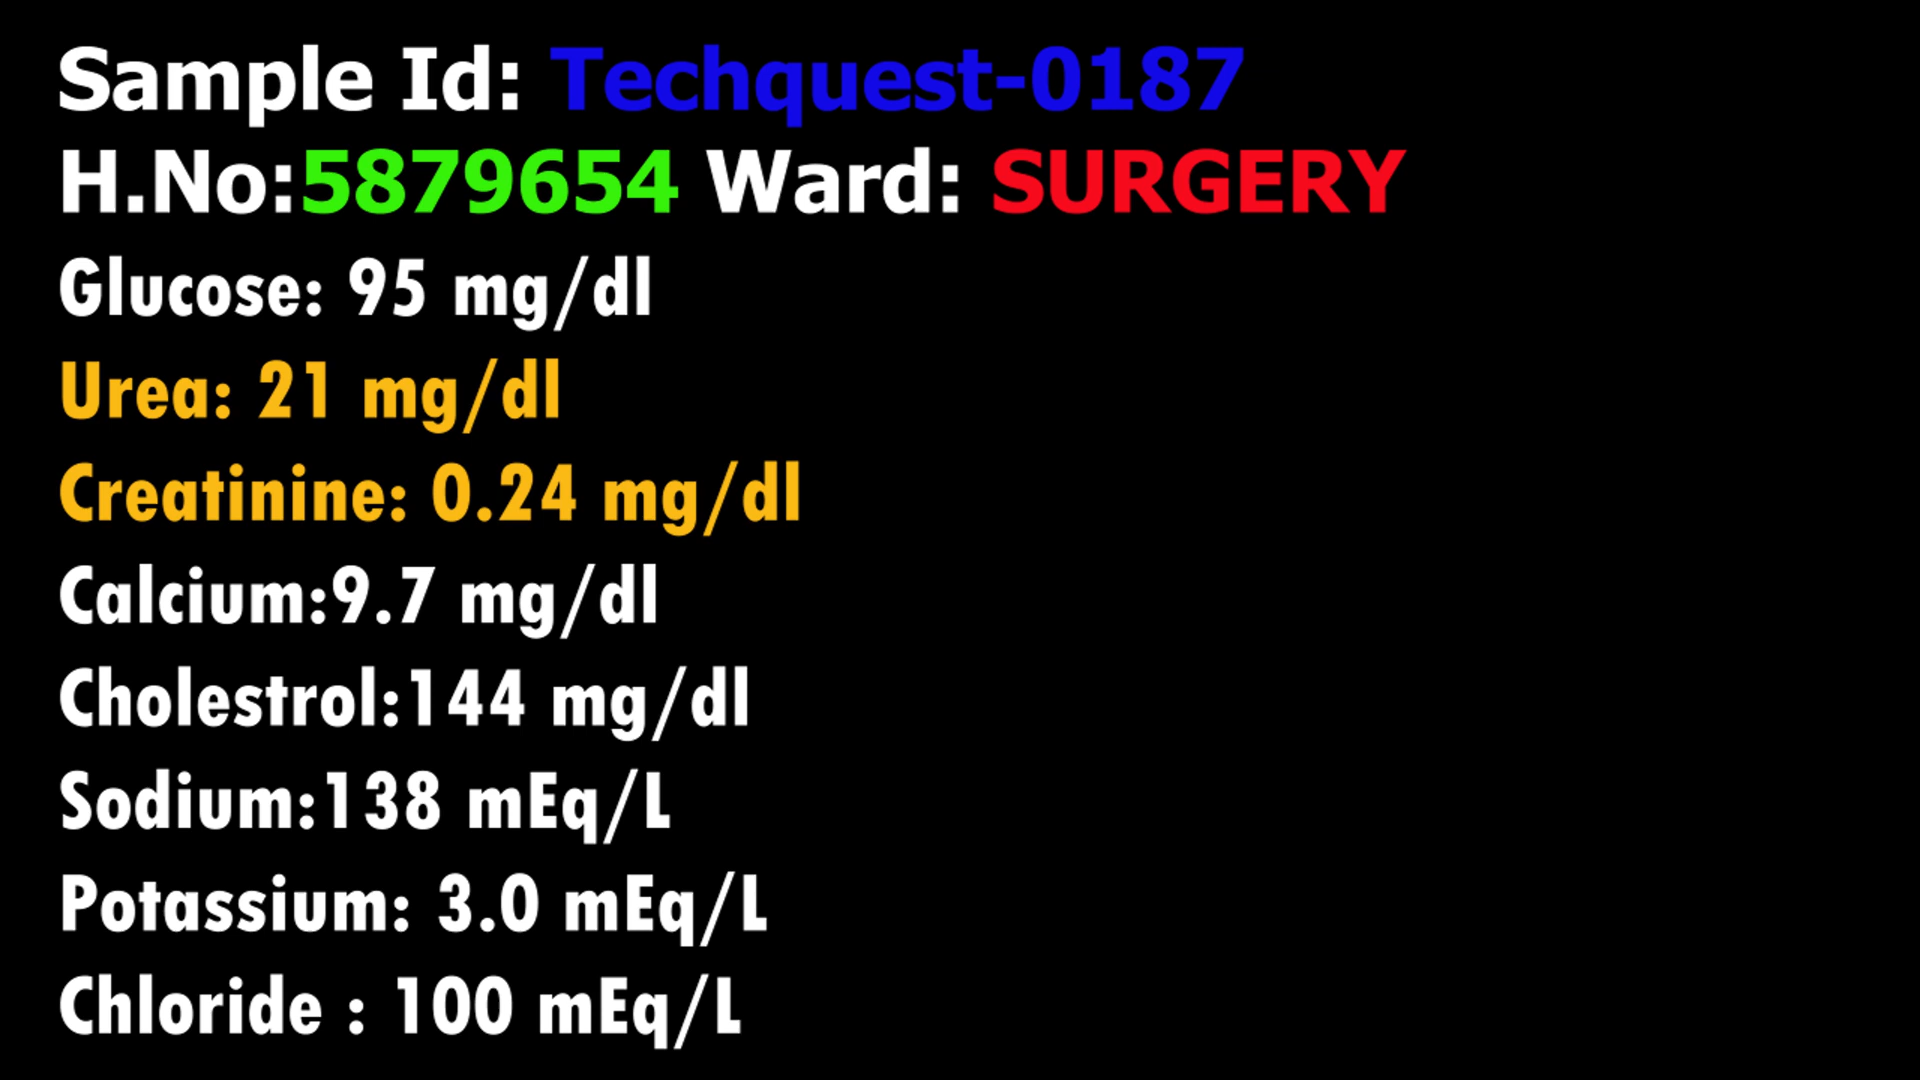 Sample Id: Techquest-0187
H.No:5879654 Ward: SURGERY
Glucose: 95 mg/dl
Urea: 21 mg/dl
Creatinine: 0.24 mg/dl
Calcium:9.7 mg/dl
Cholestrol:144 mg/dl
Sodium:138 mEq/L
Potassium: 3.0 mEq/L
Chloride : 100 mEq/L